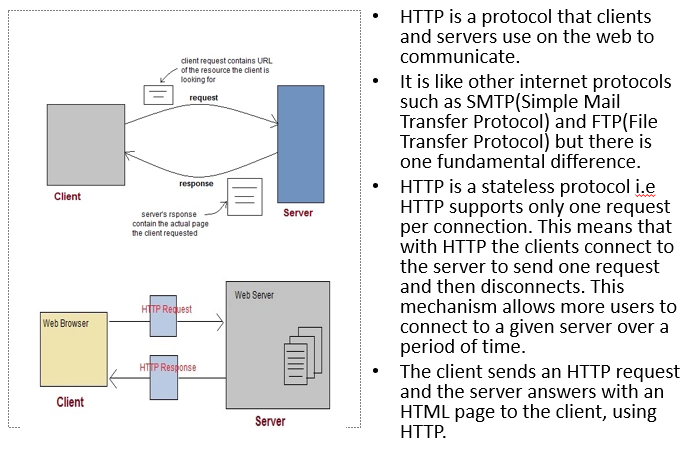 client request contains URL
of the resource the client is
looking for
request
response
Client
server's rsponse
contain the actual page
the client requested
Server
Web Server
HTTP Request
Web Browser
HTTP Response
Client
Server
• HTTP is a protocol that clients
and servers use on the web to
communicate.
• It is like other internet protocols
such as SMTP(Simple Mail
Transfer Protocol) and FTP(File
Transfer Protocol) but there is
one fundamental difference.
• HTTP is a stateless protocol i.e
HTTP supports only one request
per connection. This means that
with HTTP the clients connect to
the server to send one request
and then disconnects. This
mechanism allows more users to
connect to a given server over a
period of time.
• The client sends an HTTP request
and the server answers with an
HTML page to the client, using
HTTP.